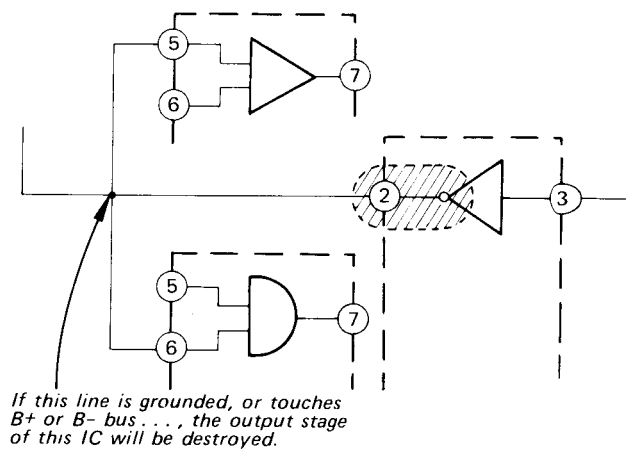 5
6
7
2
3
5
6
7
If this line is grounded, or touches
B+ or B– bus . . . , the output stage
of this IC will be destroyed.